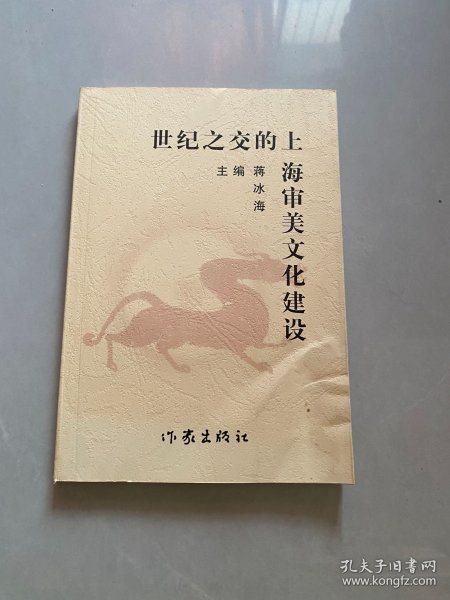 世纪之交的上
海审美文化建设
主编 蒋冰海
作家出版社
孔夫子旧书网
www.kongfz.com